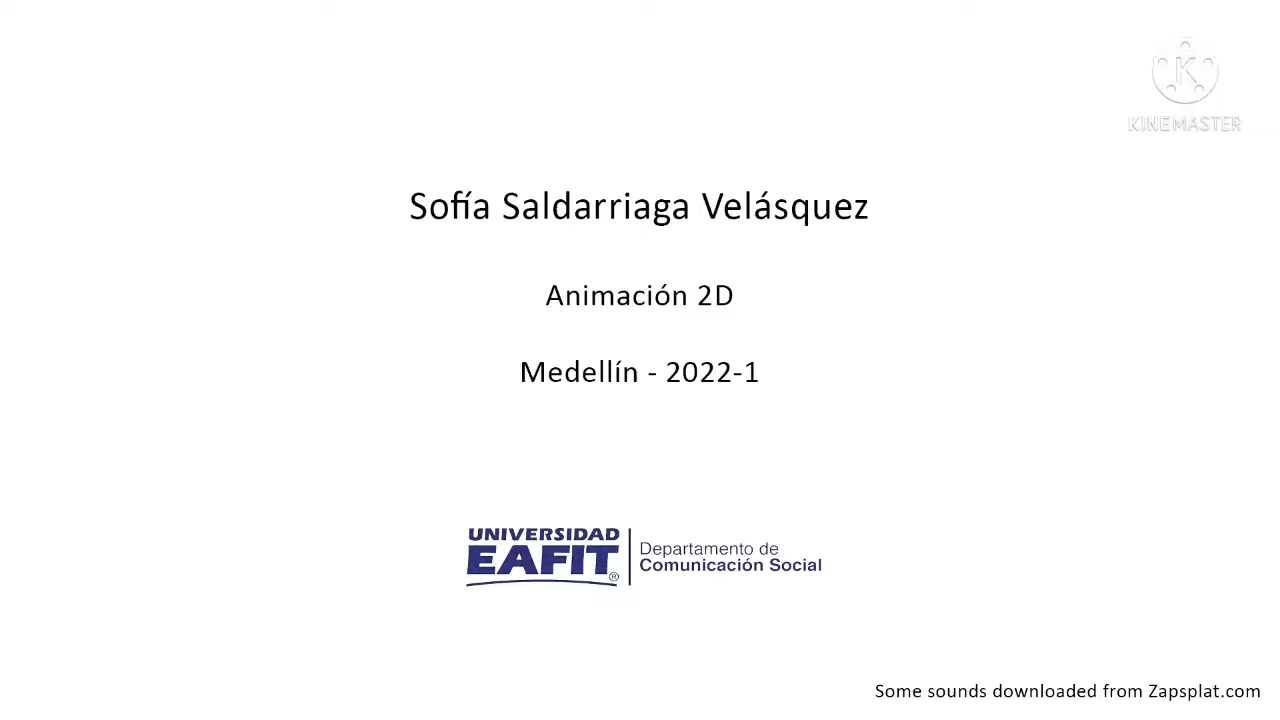 KINEMASTER
Sofía Saldarriaga Velásquez
Animación 2D
Medellín - 2022-1
UNIVERSIDAD
EAFIT®
Departamento de
Comunicación Social
Some sounds downloaded from Zapsplat.com